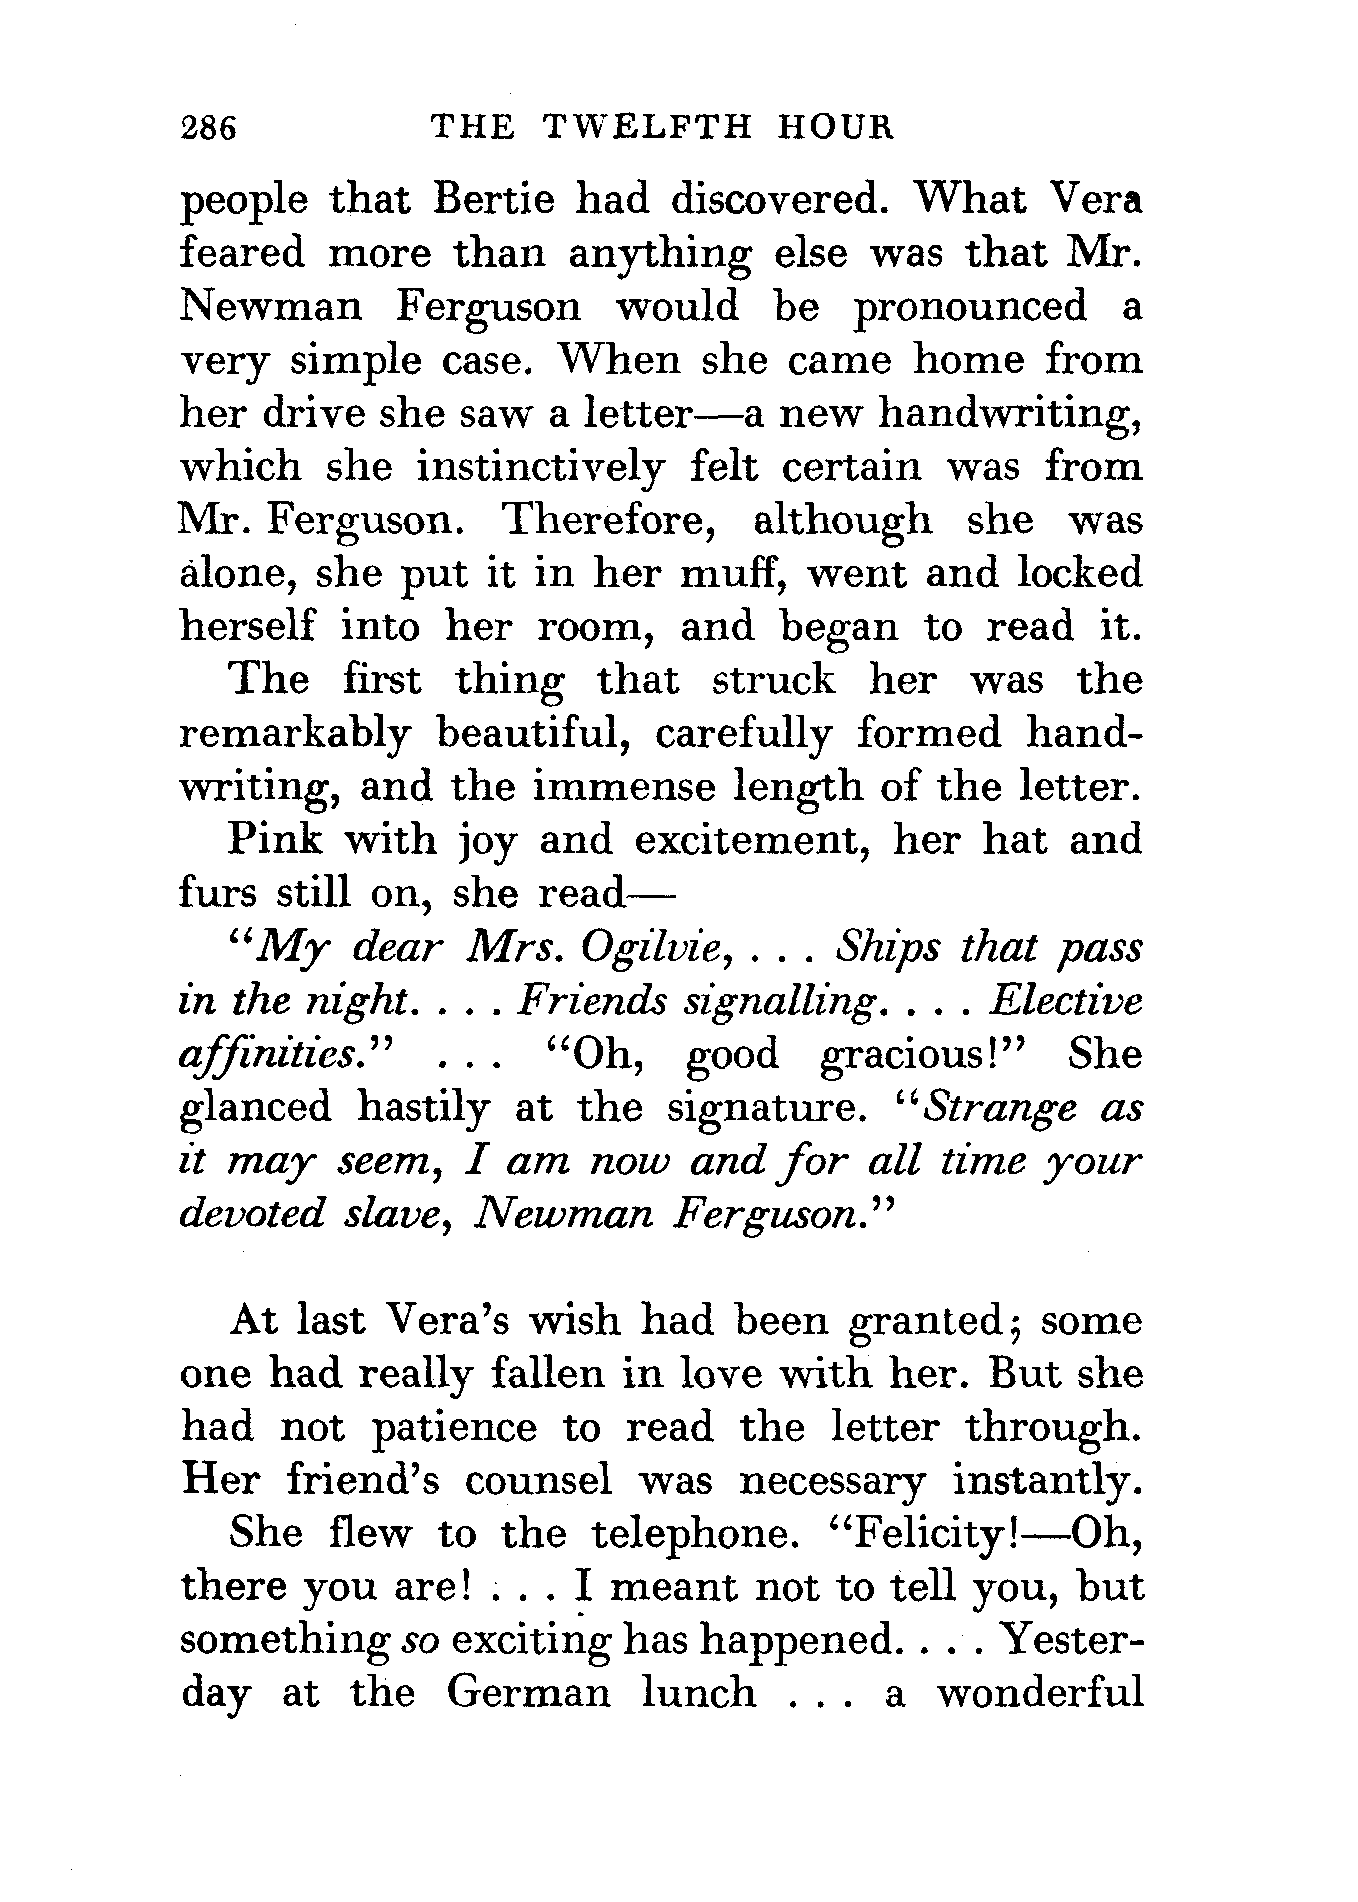 286 THE TWELFTH HOUR
people that Bertie had discovered. What Vera
feared more than anything else was that Mr.
Newman Ferguson would be pronounced a
very simple case. When she came home from
her drive she saw a letter—a new handwriting,
which she instinctively felt certain was from
Mr. Ferguson. Therefore, although she was
alone, she put it in her muff, went and locked
herself into her room, and began to read it.
The first thing that struck her was the
remarkably beautiful, carefully formed hand-
writing, and the immense length of the letter.
Pink with joy and excitement, her hat and
furs still on, she read—
“My dear Mrs. Ogilvie, . . . Ships that pass
in the night. . . . Friends signalling. . . . Elective
affinities.” . . . “Oh, good gracious!” She
glanced hastily at the signature. “Strange as
it may seem, I am now and for all time your
devoted slave, Newman Ferguson.”
At last Vera’s wish had been granted; some
one had really fallen in love with her. But she
had not patience to read the letter through.
Her friend’s counsel was necessary instantly.
She flew to the telephone. “Felicity!—Oh,
there you are! . . . I meant not to tell you, but
something so exciting has happened. . . . Yester-
day at the German lunch . . . a wonderful